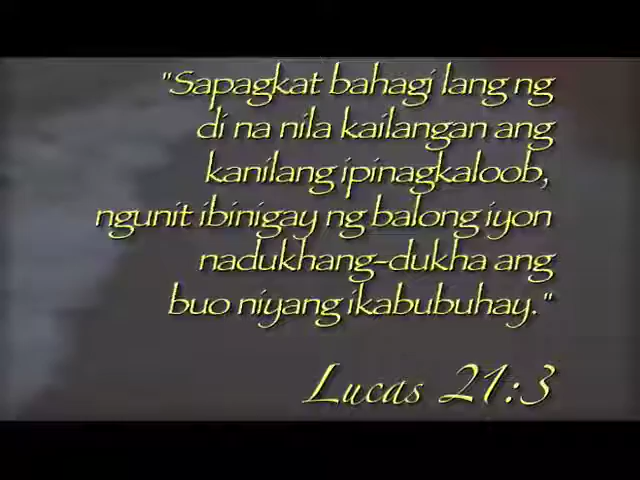 "Sapagkat bahagi lang ng
di na nila kailangan ang
kanilang ipinagkaloob,
ngunit ibinigay ng balong iyon
nadukhang-dukha ang
buo niyang ikabubuhay."
Lucas 21:3